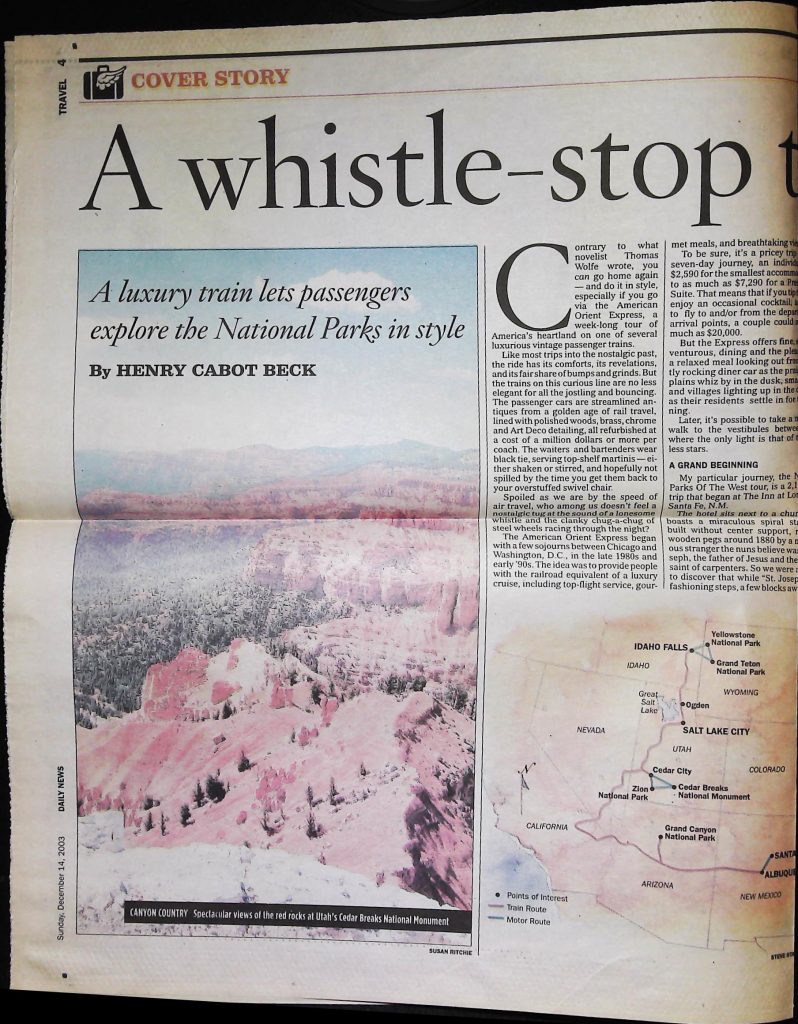 TRAVEL 4
COVER STORY
A whistle-stop t
A luxury train lets passengers
explore the National Parks in style
By HENRY CABOT BECK
Contrary to what
novelist Thomas
Wolfe wrote, you
can go home again
— and do it in style,
especially if you go
via the American
Orient Express, a
week-long tour of
America's heartland on one of several
luxurious vintage passenger trains.
Like most trips into the nostalgic past,
the ride has its comforts, its revelations,
and its fair share of bumps and grinds. But
the trains on this curious line are no less
elegant for all the jostling and bouncing.
The passenger cars are streamlined an-
tiques from a golden age of rail travel,
lined with polished woods, brass, chrome
and Art Deco detailing, all refurbished at
a cost of a million dollars or more per
coach. The waiters and bartenders wear
black tie, serving top-shelf martinis — ei-
ther shaken or stirred, and hopefully not
spilled by the time you get them back to
your overstuffed swivel chair.
Spoiled as we are by the speed of
air travel, who among us doesn't feel a
nostalgic tug at the sound of a lonesome
whistle and the clanky chug-a-chug of
steel wheels racing through the night?
The American Orient Express began
with a few sojourns between Chicago and
Washington, D.C., in the late 1980s and
early '90s. The idea was to provide people
with the railroad equivalent of a luxury
cruise, including top-flight service, gour-
met meals, and breathtaking
To be sure, it's a pricey
seven-day journey, an
$2,590 for the smallest
to as much as $7,290 for a
Suite. That means that if you
enjoy an occasional cocktail,
to fly to and/or from the
arrival points, a couple could
much as $20,000.
But the Express offers fine,
venturous, dining and the
a relaxed meal looking out
tly rocking diner car as the
plains whiz by in the dusk,
and villages lighting up in the
as their residents settle in for
ning.
Later, it's possible to take a
walk to the vestibules
where the only light is that of
less stars.
A GRAND BEGINNING
My particular journey, the
Parks Of The West tour, is a
trip that began at The Inn at
Santa Fe, N.M.
The hotel sits next to a
boasts a miraculous spiral
built without center support,
wooden pegs around 1880 by a
ous stranger the nuns believe
seph, the father of Jesus and the
saint of carpenters. So we were
to discover that while "St.
fashioning steps, a few blocks
CANYON COUNTRY Spectacular views of the red rocks at Utah's Cedar Breaks National Monument
SUSAN RITCHIE
Yellowstone
National Park
IDAHO FALLS
IDAHO
Grand Teton
National Park
WYOMING
Great
Salt
Lake
Ogden
NEVADA
SALT LAKE CITY
UTAH
Cedar City
COLORADO
Zion
National Park
Cedar Breaks
National Monument
N
CALIFORNIA
Grand Canyon
National Park
SANTA
ALBUQU
ARIZONA
NEW MEXICO
Points of Interest
Train Route
Motor Route
DAILY NEWS
Sunday, December 14, 2003